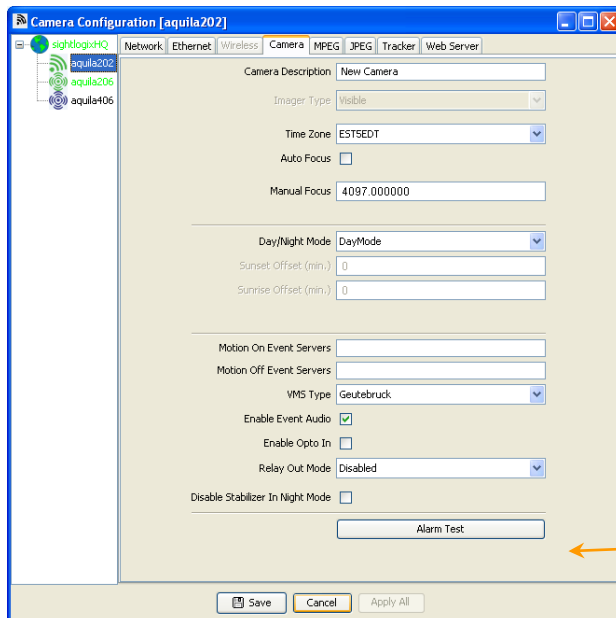 Camera Configuration [aquila202]
sightlogixHQ
aquila202
aquila206
aquila406
Network Ethernet Wireless Camera MPEG JPEG Tracker Web Server
Camera Description New Camera
Imager Type Visible
Time Zone EST5EDT
Auto Focus
Manual Focus 4097.000000
Day/Night Mode DayMode
Sunset Offset (min.) 0
Sunrise Offset (min.) 0
Motion On Event Servers
Motion Off Event Servers
VMS Type Geutebruck
Enable Event Audio
Enable Opto In
Relay Out Mode Disabled
Disable Stabilizer In Night Mode
Alarm Test
Save Cancel Apply All